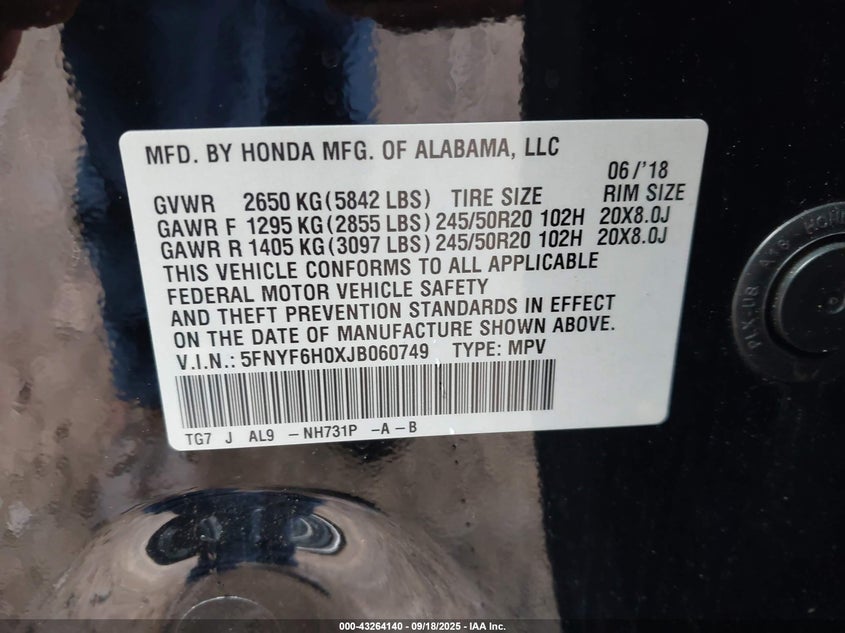 MFD. BY HONDA MFG. OF ALABAMA, LLC
06/'18
GVWR 2650 KG(5842 LBS) TIRE SIZE RIM SIZE
GAWR F 1295 KG(2855 LBS) 245/50R20 102H 20X8.0J
GAWR R 1405 KG(3097 LBS) 245/50R20 102H 20X8.0J
THIS VEHICLE CONFORMS TO ALL APPLICABLE
FEDERAL MOTOR VEHICLE SAFETY
AND THEFT PREVENTION STANDARDS IN EFFECT
ON THE DATE OF MANUFACTURE SHOWN ABOVE.
V.I.N.: 5FNYF6H0XJB060749 TYPE: MPV
TG7 J AL9 -NH731P -A-B
000-43264140 - 09/18/2025 - IAA Inc.